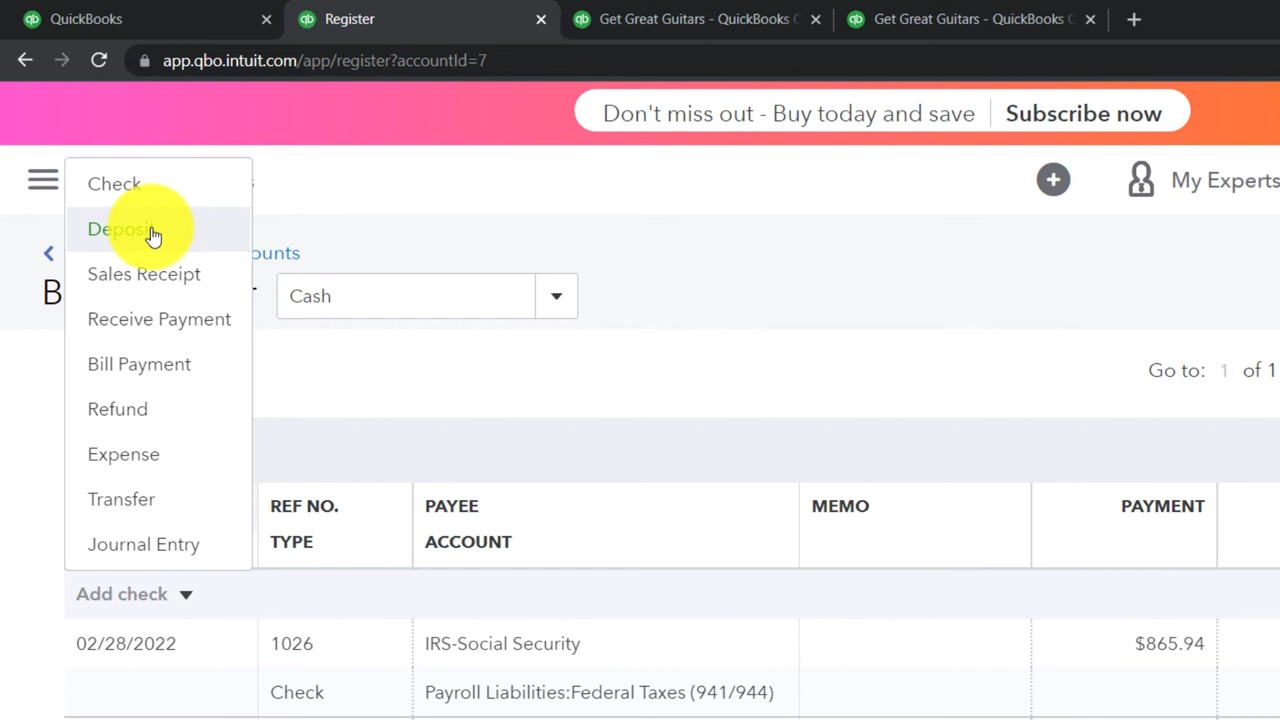 QuickBooks
Register
Get Great Guitars - QuickBooks
Get Great Guitars - QuickBooks
app.qbo.intuit.com/app/register?accountId=7
Don't miss out - Buy today and save
Subscribe now
My Experts
Check
Deposit
Sales Receipt
Receive Payment
Bill Payment
Refund
Expense
Transfer
Journal Entry
ounts
B
Cash
Go to: 1 of 1
REF NO.
PAYEE
MEMO
PAYMENT
TYPE
ACCOUNT
Add check
02/28/2022
1026
IRS-Social Security
$865.94
Check
Payroll Liabilities:Federal Taxes (941/944)